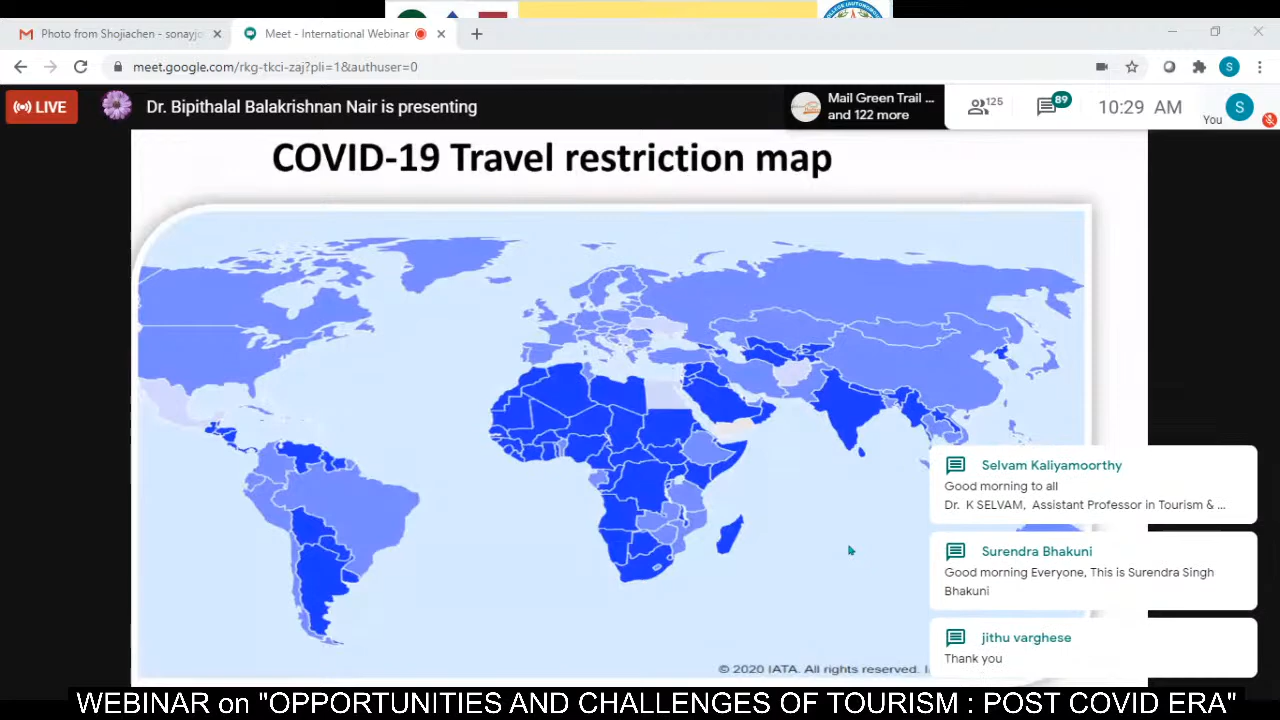 Photo from Shojiachen - sonayjo
Meet - International Webinar
meet.google.com/rkg-tkci-zaj?pli=1&authuser=0
S
LIVE
Dr. Bipithalal Balakrishnan Nair is presenting
Mail Green Trail ...
and 122 more
125
89
10:29 AM
You
S
COVID-19 Travel restriction map
Selvam Kaliyamoorthy
Good morning to all
Dr. K SELVAM, Assistant Professor in Tourism & ...
Surendra Bhakuni
Good morning Everyone, This is Surendra Singh
Bhakuni
jithu varghese
Thank you
© 2020 IATA. All rights reserved.
WEBINAR on "OPPORTUNITIES AND CHALLENGES OF TOURISM : POST COVID ERA"